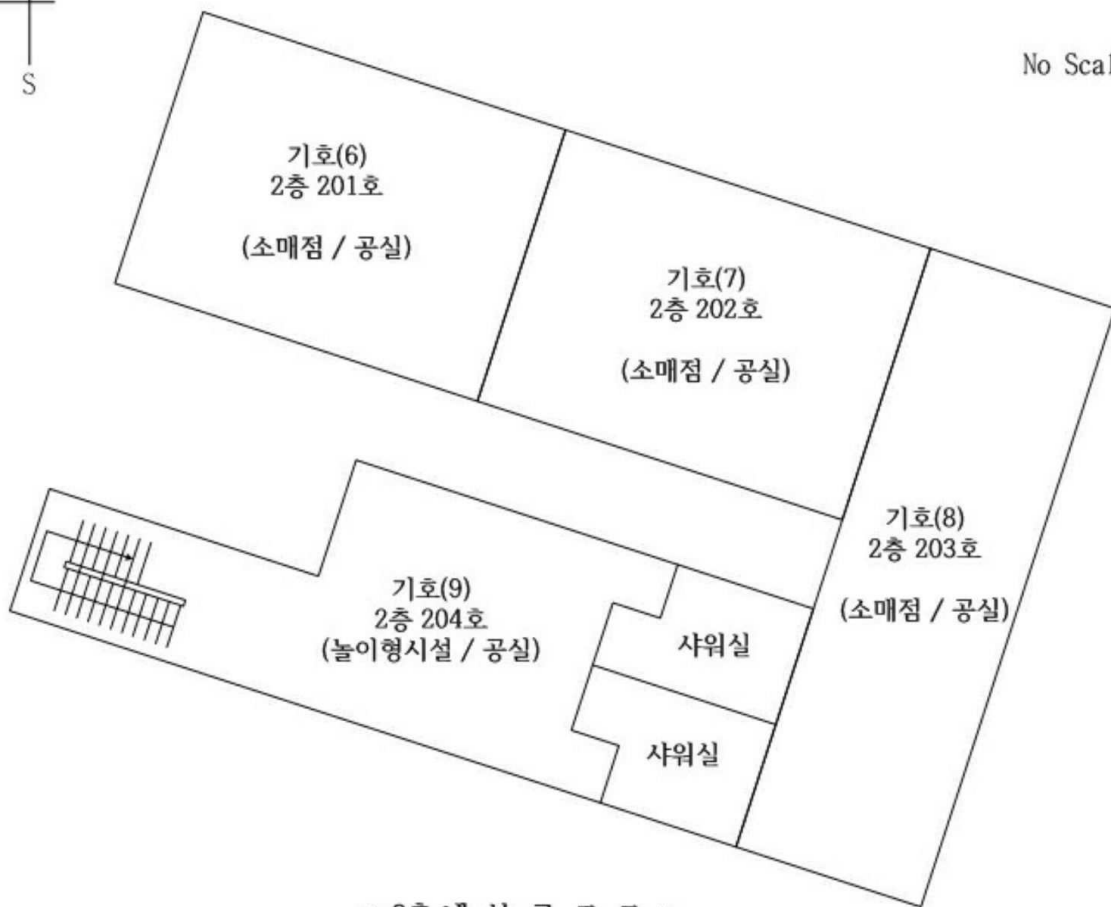 S
No Scal
기호(6)
2층 201호
(소매점 / 공실)
기호(7)
2층 202호
(소매점 / 공실)
기호(8)
2층 203호
(소매점 / 공실)
기호(9)
2층 204호
(놀이형시설 / 공실)
샤워실
샤워실